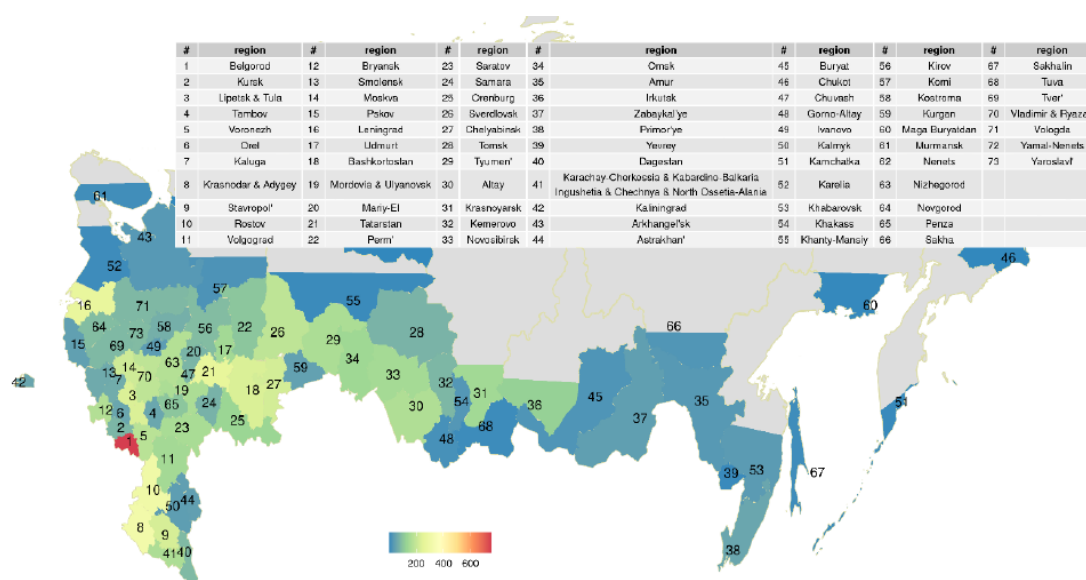 # region # region # region # region # region # region # region
1 Belgorod 12 Bryansk 23 Saratov 34 Omsk 45 Buryat 56 Kirov 67 Sakhalin
2 Kursk 13 Smolensk 24 Samara 35 Amur 46 Chukot 57 Komi 68 Tuva
3 Lipetsk & Tula 14 Moskva 25 Orenburg 36 Irkutsk 47 Chuvash 58 Kostroma 69 Tver'
4 Tambov 15 Pskov 26 Sverdlovsk 37 Zabaykal'ye 48 Gorno-Altay 59 Kurgan 70 Vladimir & Ryaza
5 Voronezh 16 Leningrad 27 Chelyabinsk 38 Primor'ye 49 Ivanovo 60 Maga Buryatdan 71 Vologda
6 Orel 17 Udmurt 28 Tomsk 39 Yevrey 50 Kalmyk 61 Murmansk 72 Yamal-Nenets
7 Kaluga 18 Bashkortostan 29 Tyumen' 40 Dagestan 51 Kamchatka 62 Nenets 73 Yaroslavl'
8 Krasnodar & Adygey 19 Mordovia & Ulyanovsk 30 Altay 41 Karachay-Cherkessia & Kabardino-Balkaria 52 Karelia 63 Nizhegorod
Ingushetia & Chechnya & North Ossetia-Alania
9 Stavropol' 20 Mariy-El 31 Krasnoyarsk 42 Kaliningrad 53 Khabarovsk 64 Novgorod
10 Rostov 21 Tatarstan 32 Kemerovo 43 Arkhangel'sk 54 Khakass 65 Penza
11 Volgograd 22 Perm' 33 Novosibirsk 44 Astrakhan' 55 Khanty-Mansiy 66 Sakha
61
43
52 57 46
16 71 55 60
64 58 56 22 26 28 66
15 69 73 49 20 17 29
14 63 34
13 7 70 47 21 59 33 32
42 3 19 18 27 31 45
12 6 4 65 24 30 54 36 35 51
2 23 25 68 37
1 5 48
11 39 53 67
10 50 44
8 9 38
41 40
200 400 600